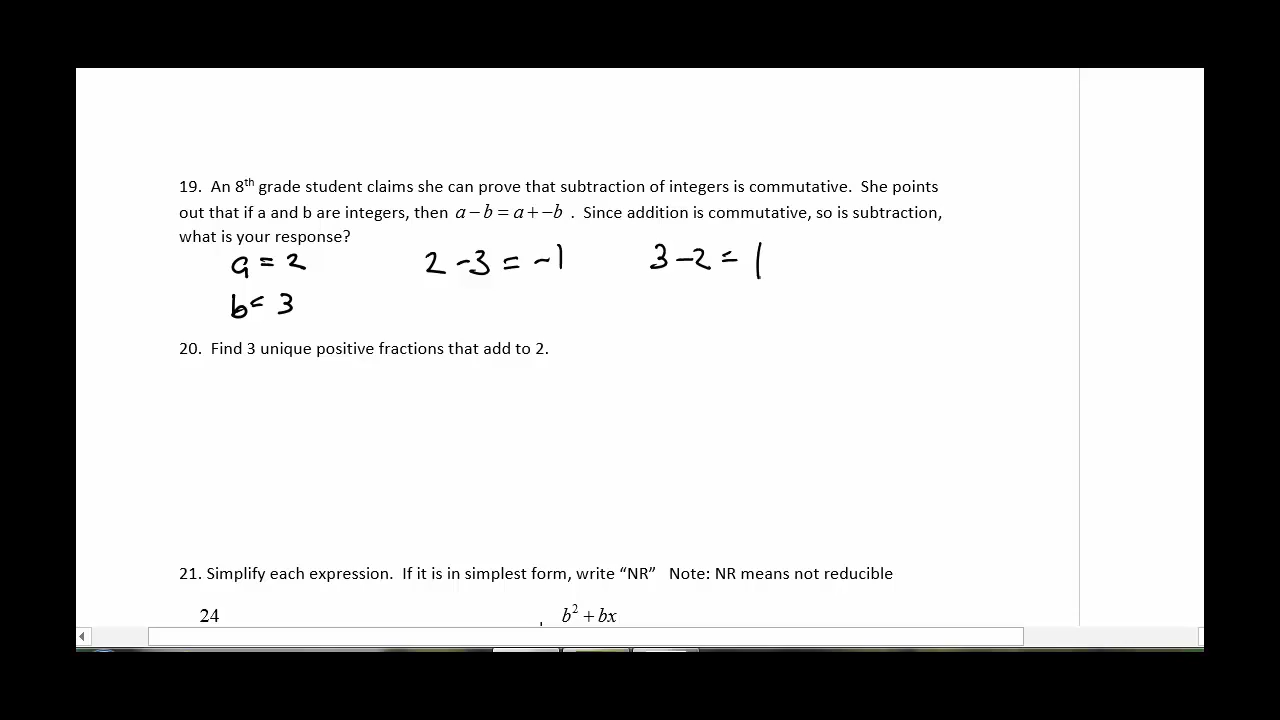 19. An 8th grade student claims she can prove that subtraction of integers is commutative. She points
out that if a and b are integers, then a − b = a + −b . Since addition is commutative, so is subtraction,
what is your response?
a = 2 2 - 3 = -1 3 - 2 = 1
b = 3
20. Find 3 unique positive fractions that add to 2.
21. Simplify each expression. If it is in simplest form, write “NR” Note: NR means not reducible
24 b² + bx